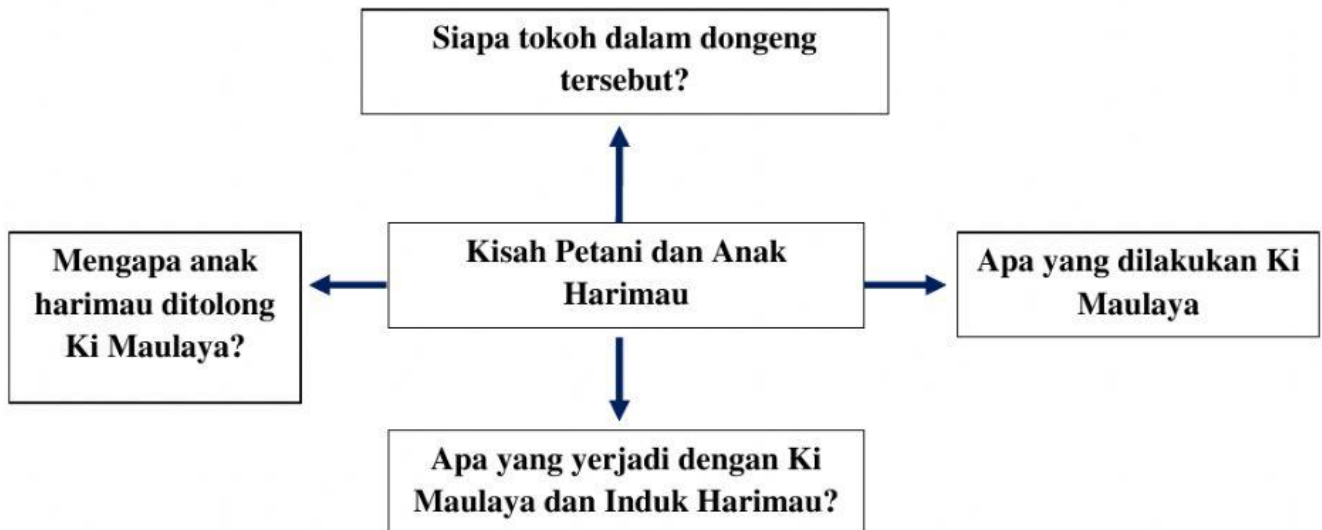 Siapa tokoh dalam dongeng
tersebut?
Mengapa anak
harimau ditolong
Ki Maulaya?
Kisah Petani dan Anak
Harimau
Apa yang dilakukan Ki
Maulaya
Apa yang yerjadi dengan Ki
Maulaya dan Induk Harimau?